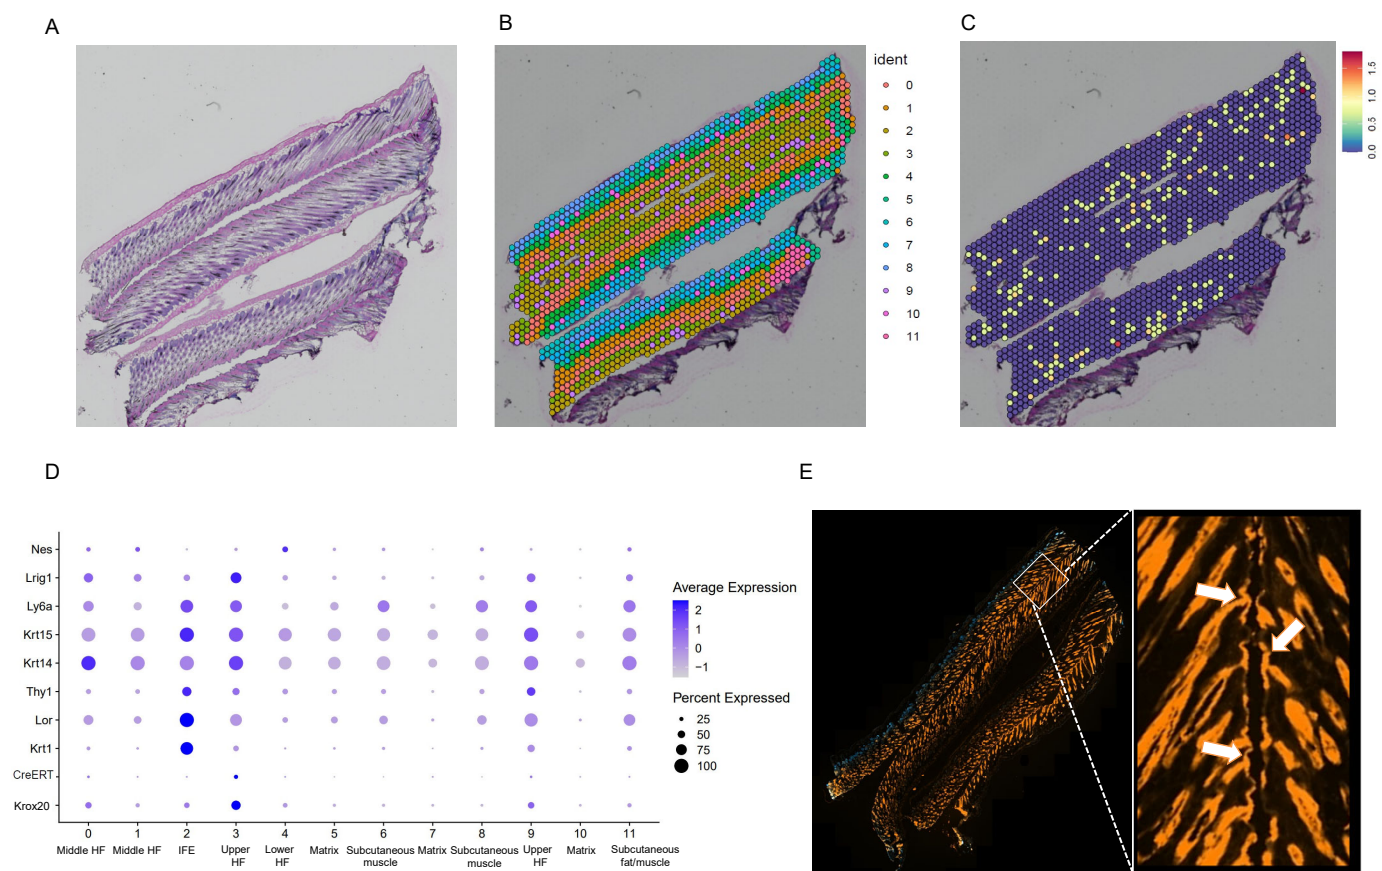 A
B
C
ident
0
1
2
3
4
5
6
7
8
9
10
11
1.5
1.0
0.5
0.0
D
E
Nes
Lrig1
Ly6a
Krt15
Krt14
Thy1
Lor
Krt1
CreERT
Krox20
0 1 2 3 4 5 6 7 8 9 10 11
Middle HF Middle HF IFE Upper HF Lower HF Matrix Subcutaneous muscle Matrix Subcutaneous muscle Upper HF Matrix Subcutaneous fat/muscle
Average Expression
2
1
0
−1
Percent Expressed
25
50
75
100